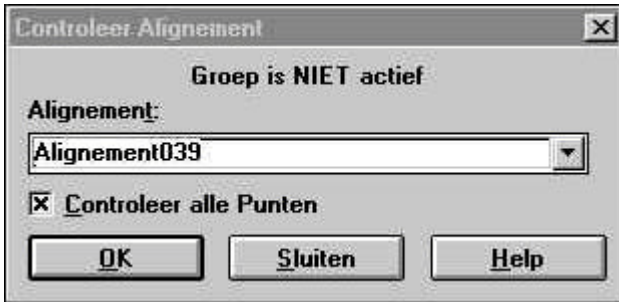 Controleer Alignement
Groep is NIET actief
Alignement:
Alignement039
Controleer alle Punten
OK Sluiten Help